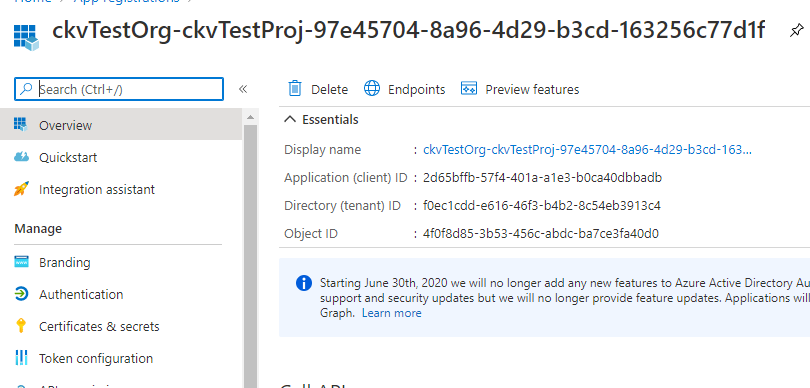 Home > App registrations >
ckvTestOrg-ckvTestProj-97e45704-8a96-4d29-b3cd-163256c77d1f
Search (Ctrl+/)
«
Delete Endpoints Preview features
Overview
Quickstart
Integration assistant
Manage
Branding
Authentication
Certificates & secrets
Token configuration
Essentials
Display name : ckvTestOrg-ckvTestProj-97e45704-8a96-4d29-b3cd-163...
Application (client) ID : 2d65bffb-57f4-401a-a1e3-b0ca40dbbadb
Directory (tenant) ID : f0ec1cdd-e616-46f3-b4b2-8c54eb3913c4
Object ID : 4f0f8d85-3b53-456c-abdc-ba7ce3fa40d0
Starting June 30th, 2020 we will no longer add any new features to Azure Active Directory Au
support and security updates but we will no longer provide feature updates. Applications will
Graph. Learn more